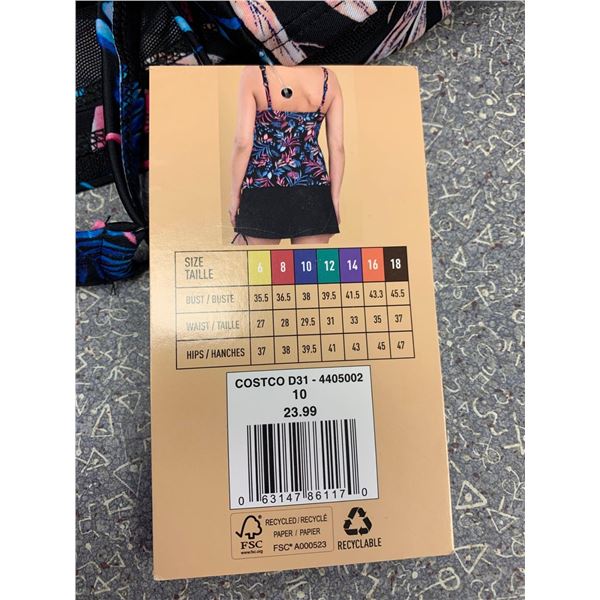 SIZE 6 8 10 12 14 16 18
TAILLE
BUST / BUSTE 35.5 36.5 38 39.5 41.5 43.3 45.5
WAIST / TAILLE 27 28 29.5 31 33 35 37
HIPS / HANCHES 37 38 39.5 41 43 45 47
COSTCO D31 - 4405002
10
23.99
0 63147 86117 0
FSC
www.fsc.org
RECYCLED / RECYCLÉ
PAPER / PAPIER
FSC® A000523
RECYCLABLE